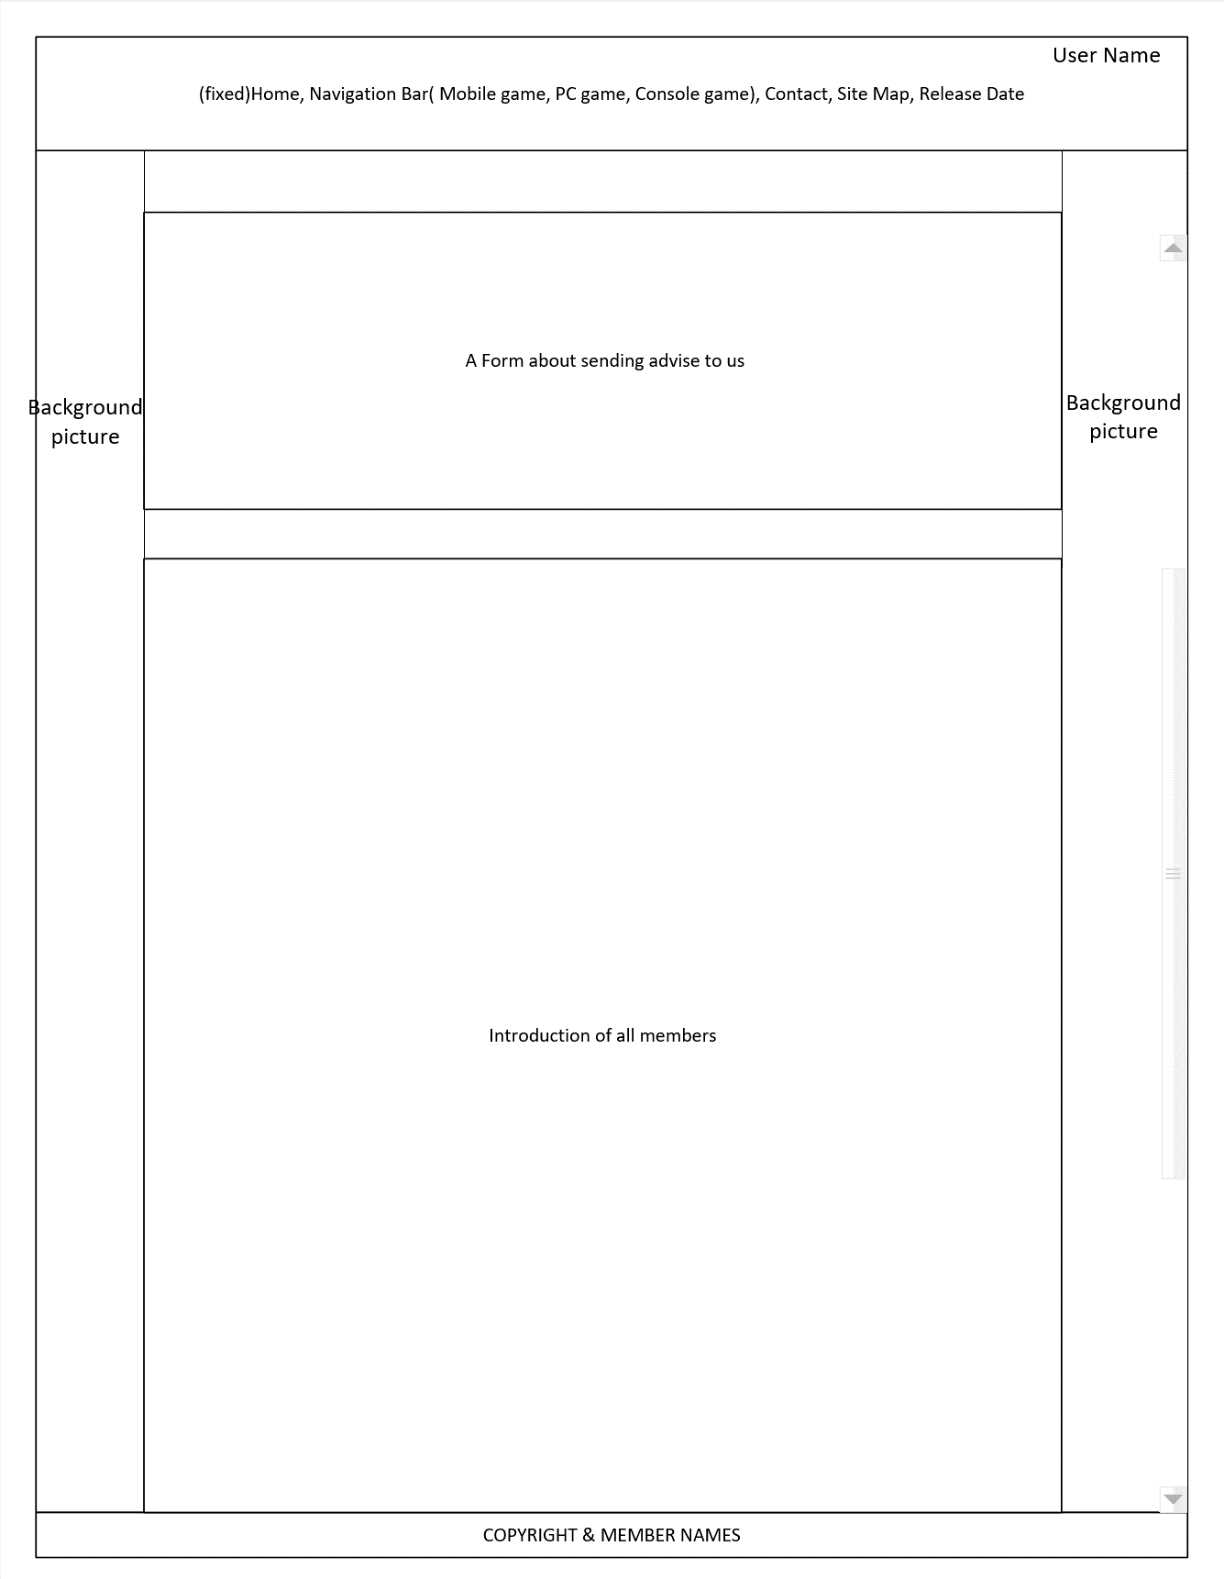 User Name
(fixed)Home, Navigation Bar( Mobile game, PC game, Console game), Contact, Site Map, Release Date
A Form about sending advise to us
Background
picture
Background
picture
Introduction of all members
COPYRIGHT & MEMBER NAMES